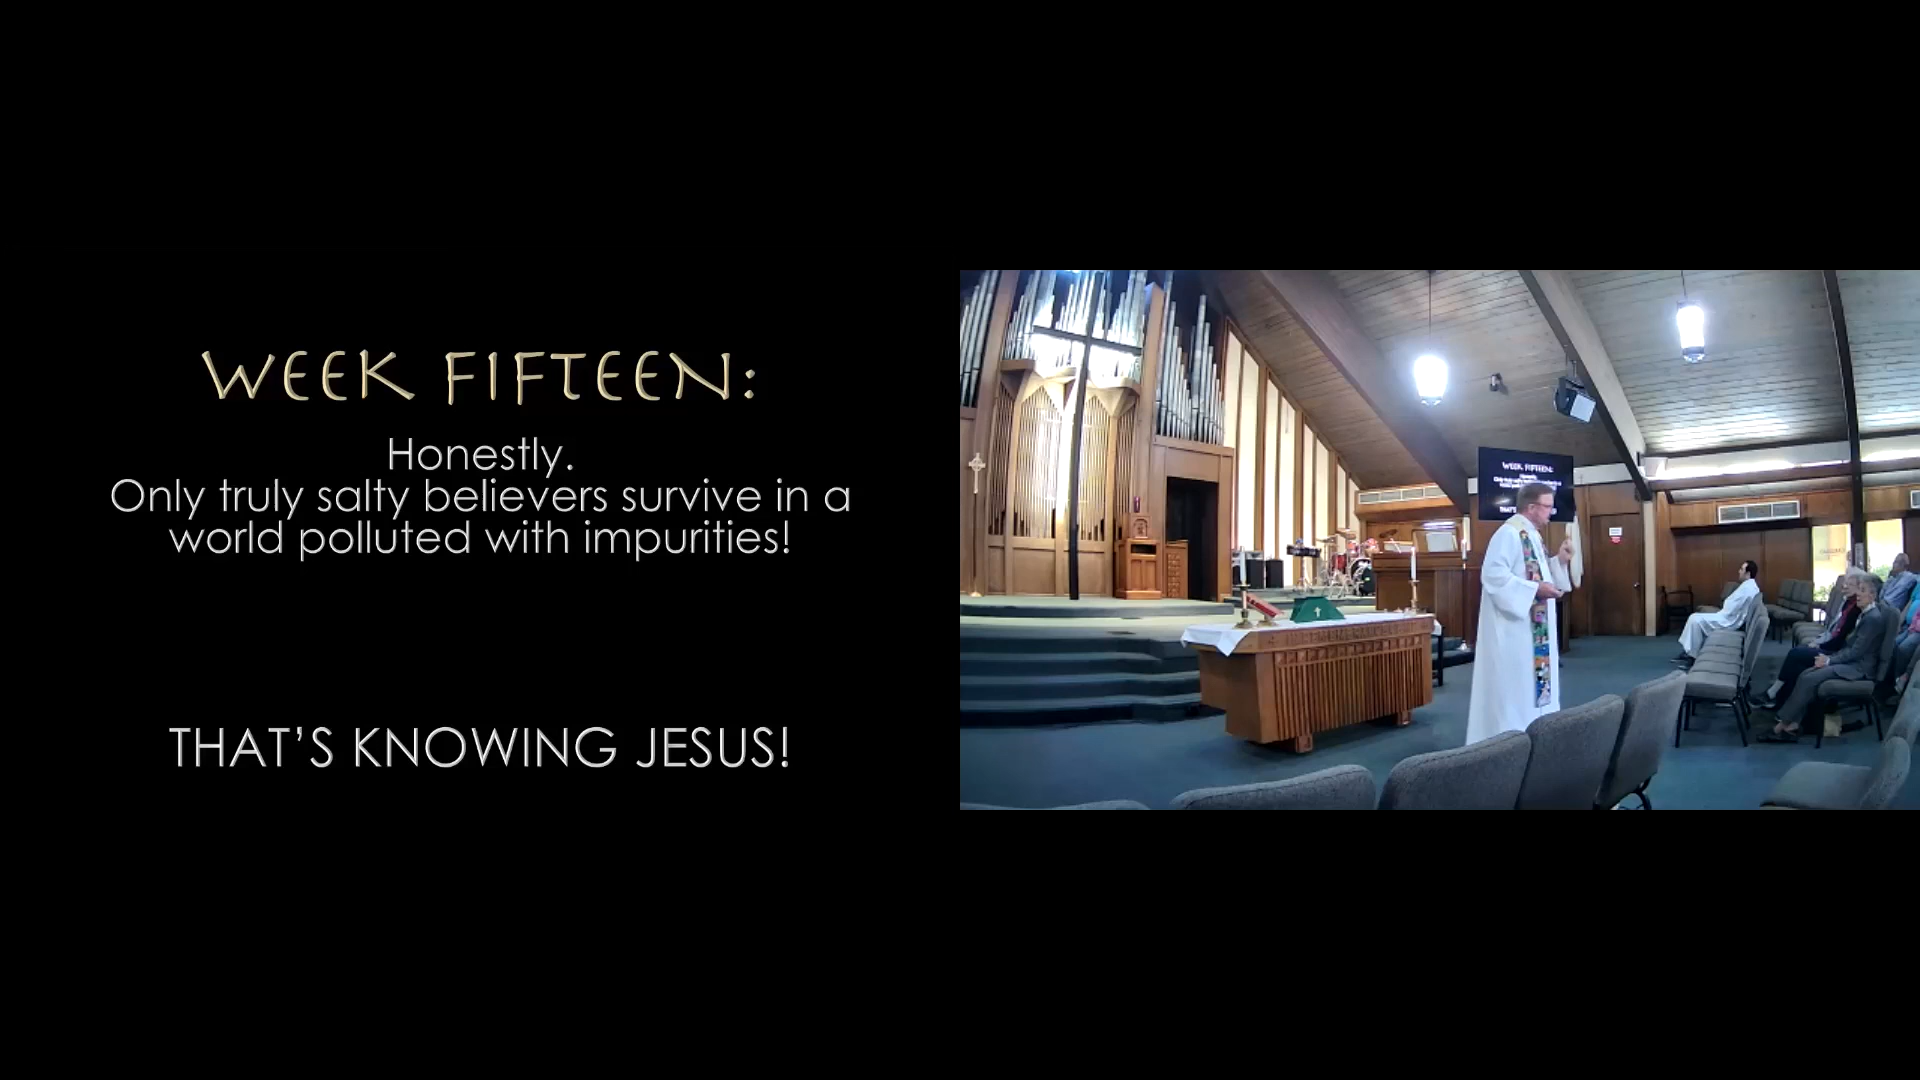 WEEK FIFTEEN:
Honestly.
Only truly salty believers survive in a
world polluted with impurities!
THAT'S KNOWING JESUS!
WEEK FIFTEEN: